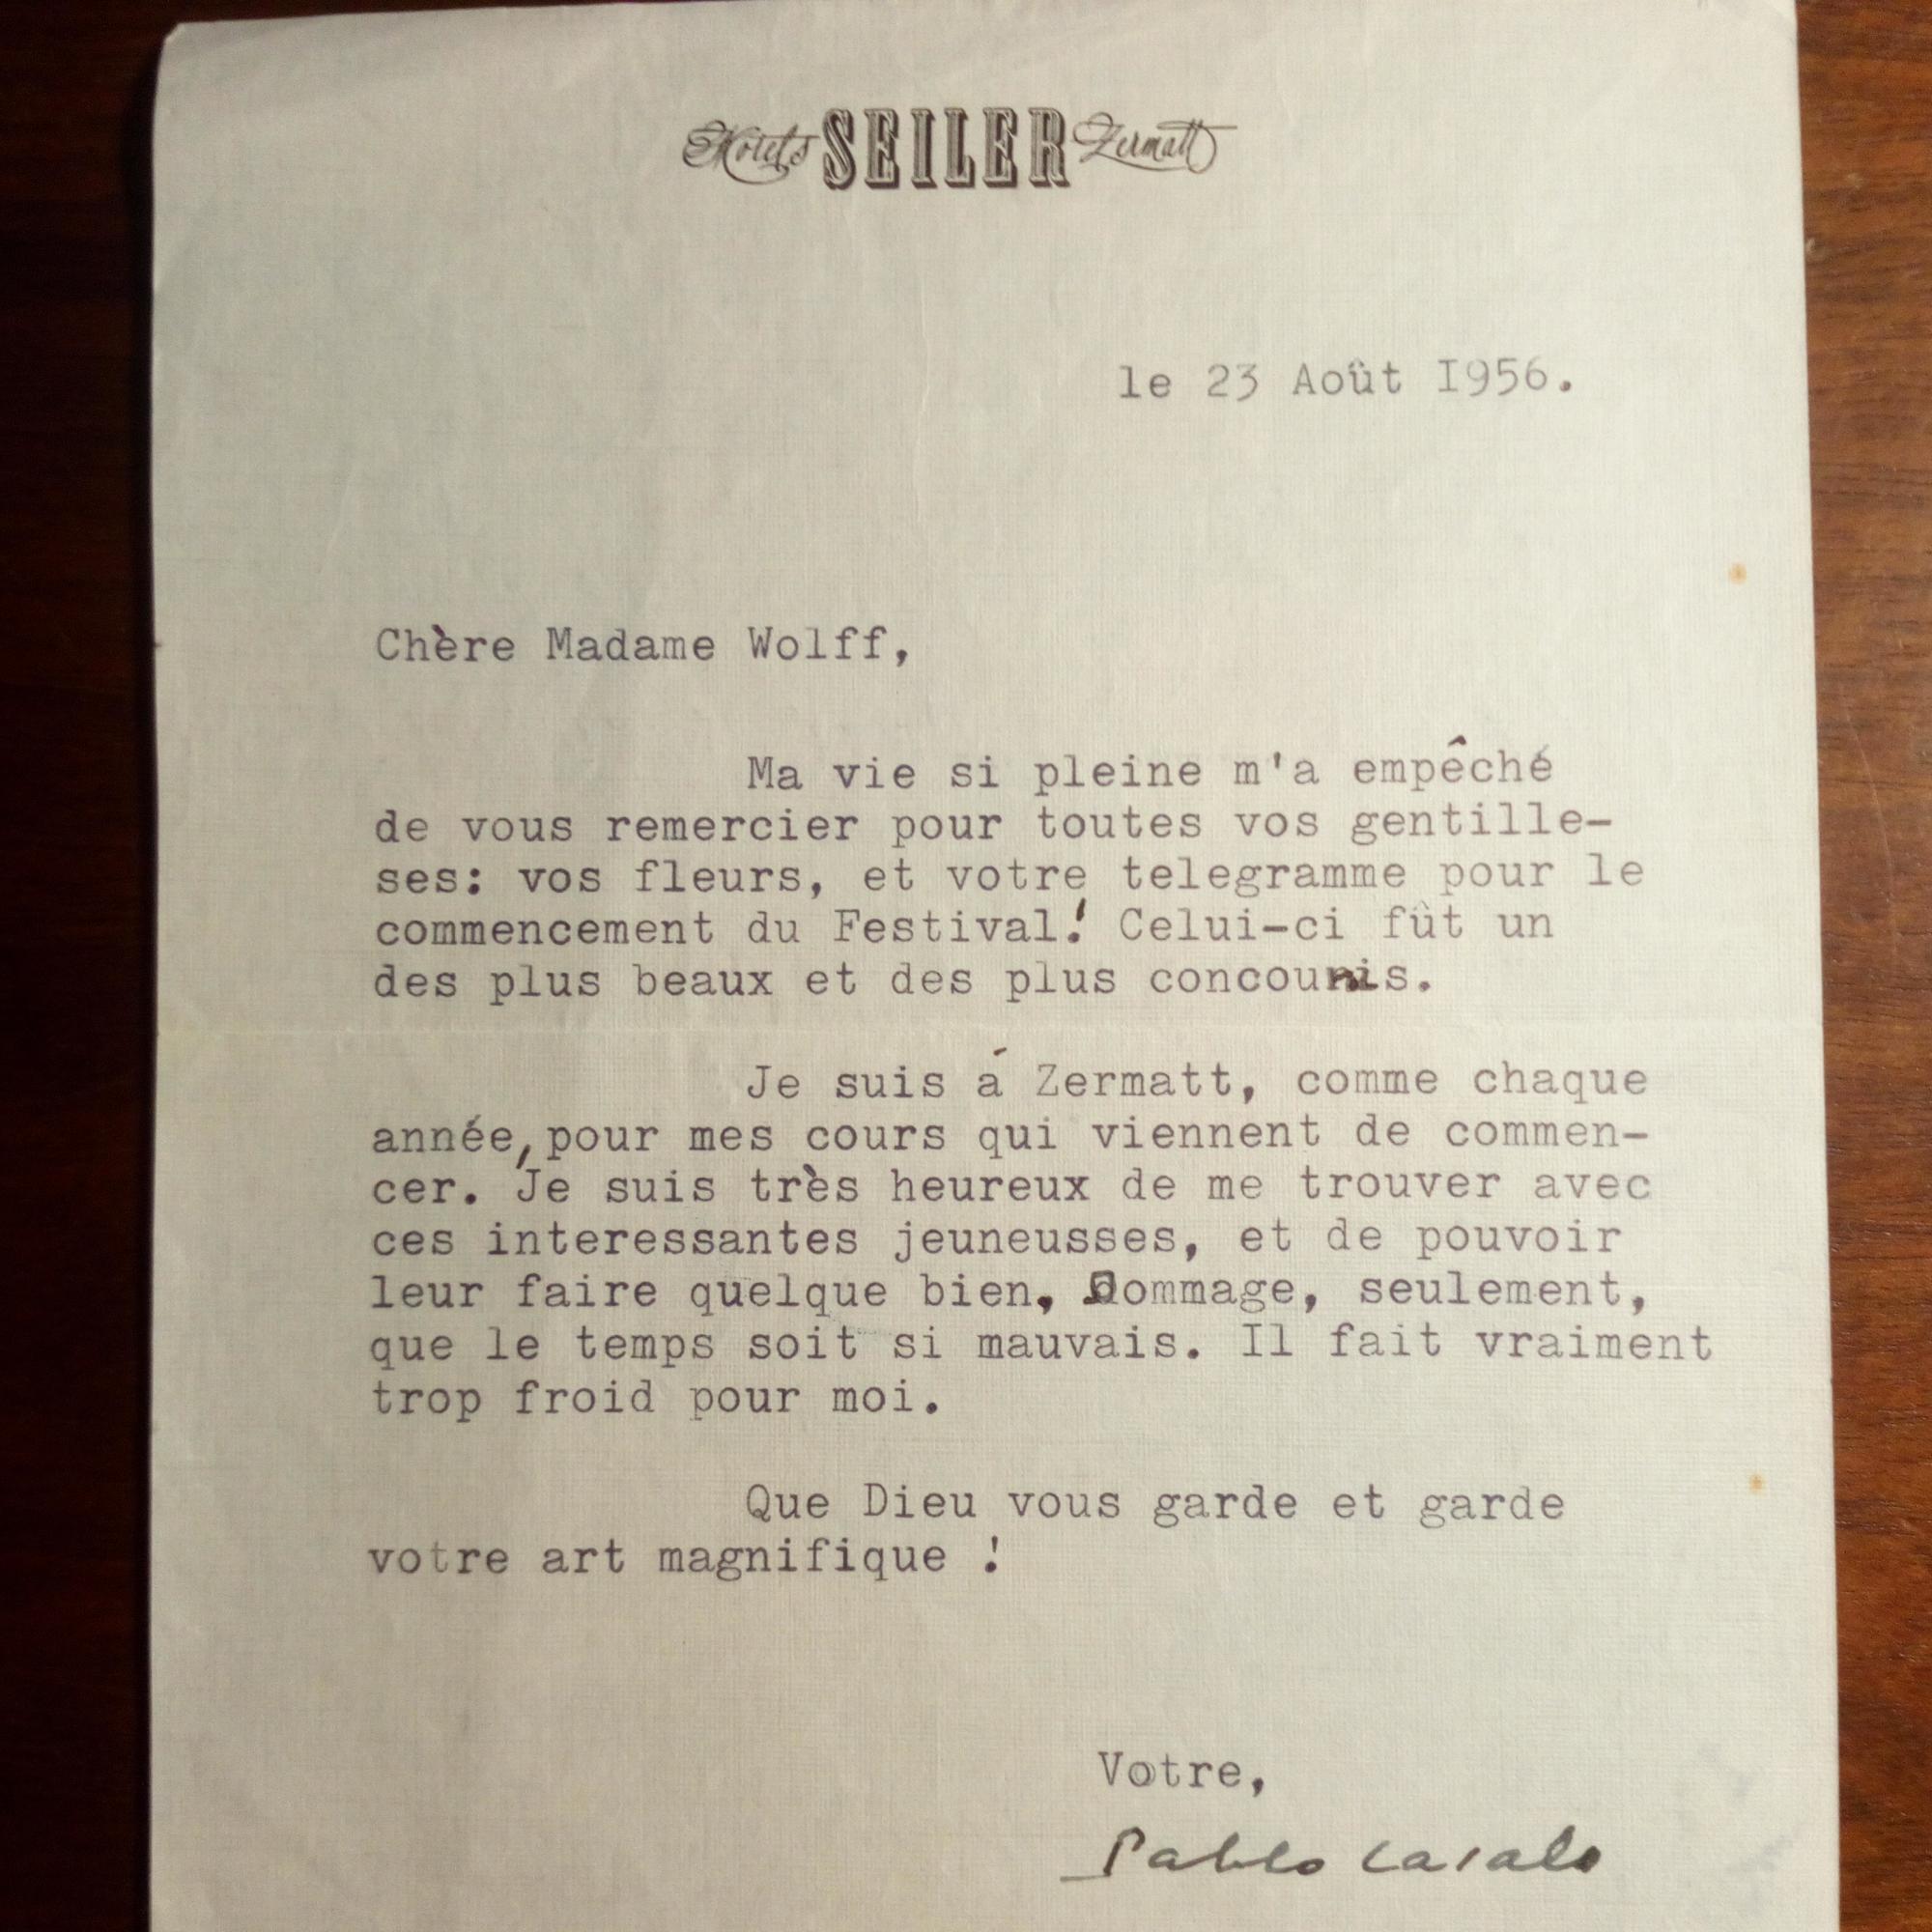 Hotels SEILER Zermatt
le 23 Août I956.
Chère Madame Wolff,
Ma vie si pleine m'a empêché
de vous remercier pour toutes vos gentille-
ses: vos fleurs, et votre telegramme pour le
commencement du Festival! Celui-ci fût un
des plus beaux et des plus
Je suis á Zermatt, comme chaque
année, pour mes cours qui viennent de commen-
cer. Je suis très heureux de me trouver avec
ces interessantes jeuneusses, et de pouvoir
leur faire quelque bien, Dommage, seulement,
que le temps soit si mauvais. Il fait vraiment
trop froid pour moi.
Que Dieu vous garde et garde
votre art magnifique !
Votre,
Pablo Casals